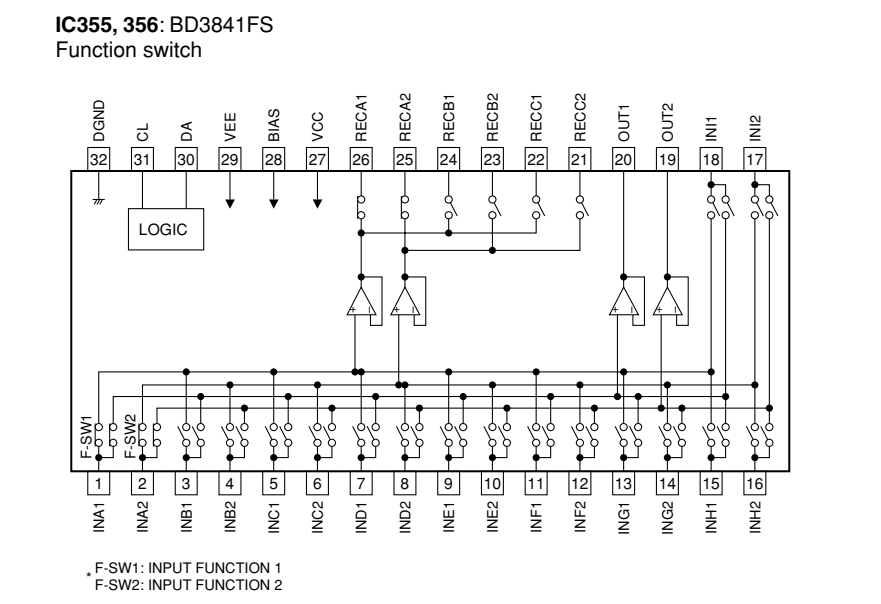 IC355, 356: BD3841FS
Function switch
DGND CL DA VEE BIAS VCC RECA1 RECA2 RECB1 RECB2 RECC1 RECC2 OUT1 OUT2 INI1 INI2
32 31 30 29 28 27 26 25 24 23 22 21 20 19 18 17
LOGIC
+ − + − + − + −
F-SW1 F-SW2
1 2 3 4 5 6 7 8 9 10 11 12 13 14 15 16
INA1 INA2 INB1 INB2 INC1 INC2 IND1 IND2 INE1 INE2 INF1 INF2 ING1 ING2 INH1 INH2
* F-SW1: INPUT FUNCTION 1
F-SW2: INPUT FUNCTION 2